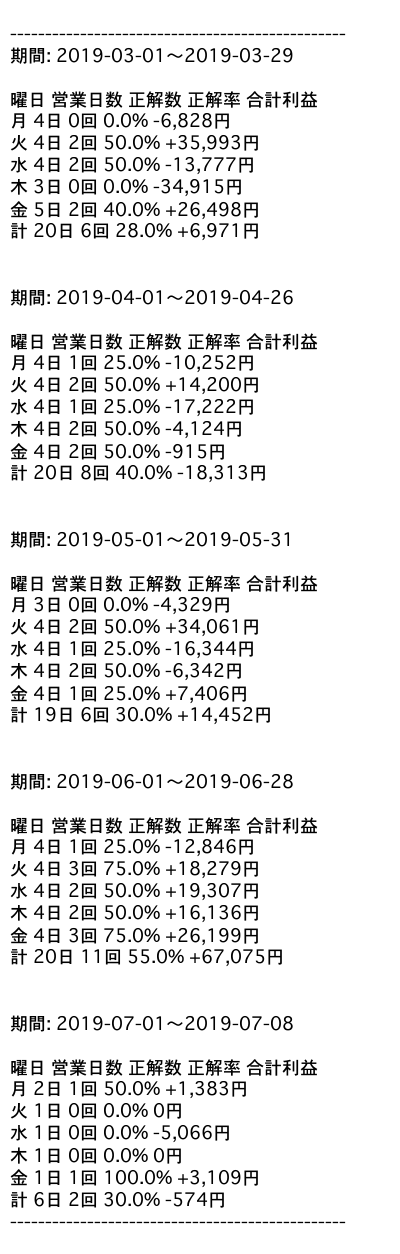 ------------------------------------------------
期間: 2019-03-01〜2019-03-29
曜日 営業日数 正解数 正解率 合計利益
月 4日 0回 0.0% -6,828円
火 4日 2回 50.0% +35,993円
水 4日 2回 50.0% -13,777円
木 3日 0回 0.0% -34,915円
金 5日 2回 40.0% +26,498円
計 20日 6回 28.0% +6,971円
期間: 2019-04-01〜2019-04-26
曜日 営業日数 正解数 正解率 合計利益
月 4日 1回 25.0% -10,252円
火 4日 2回 50.0% +14,200円
水 4日 1回 25.0% -17,222円
木 4日 2回 50.0% -4,124円
金 4日 2回 50.0% -915円
計 20日 8回 40.0% -18,313円
期間: 2019-05-01〜2019-05-31
曜日 営業日数 正解数 正解率 合計利益
月 3日 0回 0.0% -4,329円
火 4日 2回 50.0% +34,061円
水 4日 1回 25.0% -16,344円
木 4日 2回 50.0% -6,342円
金 4日 1回 25.0% +7,406円
計 19日 6回 30.0% +14,452円
期間: 2019-06-01〜2019-06-28
曜日 営業日数 正解数 正解率 合計利益
月 4日 1回 25.0% -12,846円
火 4日 3回 75.0% +18,279円
水 4日 2回 50.0% +19,307円
木 4日 2回 50.0% +16,136円
金 4日 3回 75.0% +26,199円
計 20日 11回 55.0% +67,075円
期間: 2019-07-01〜2019-07-08
曜日 営業日数 正解数 正解率 合計利益
月 2日 1回 50.0% +1,383円
火 1日 0回 0.0% 0円
水 1日 0回 0.0% -5,066円
木 1日 0回 0.0% 0円
金 1日 1回 100.0% +3,109円
計 6日 2回 30.0% -574円
------------------------------------------------